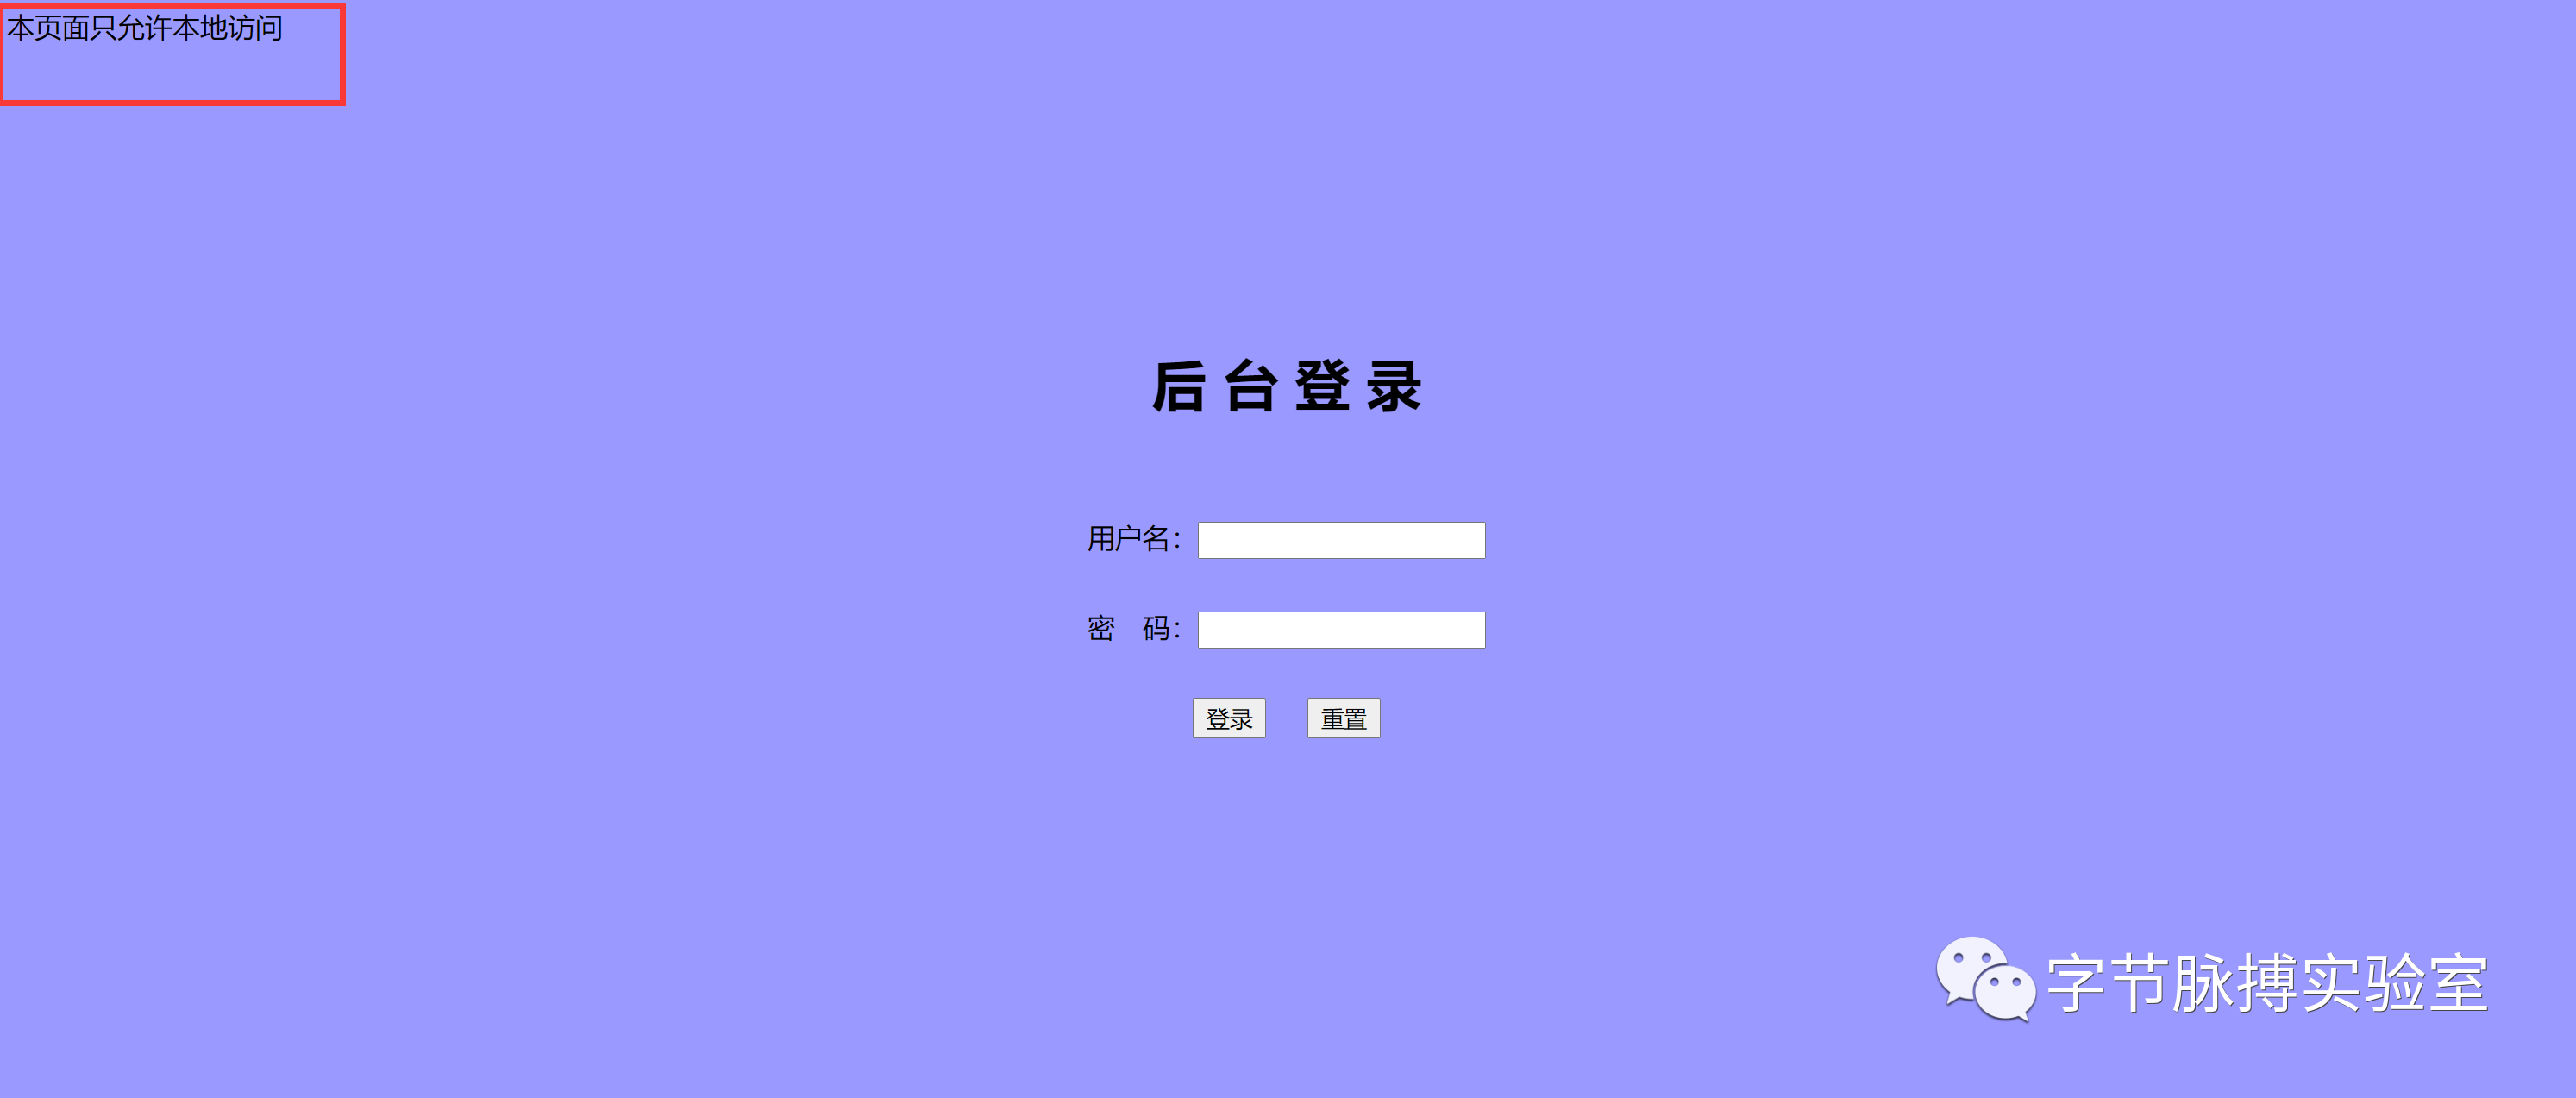 本页面只允许本地访问
后 台 登 录
用户名：
密　码：
登录 重置
字节脉搏实验室